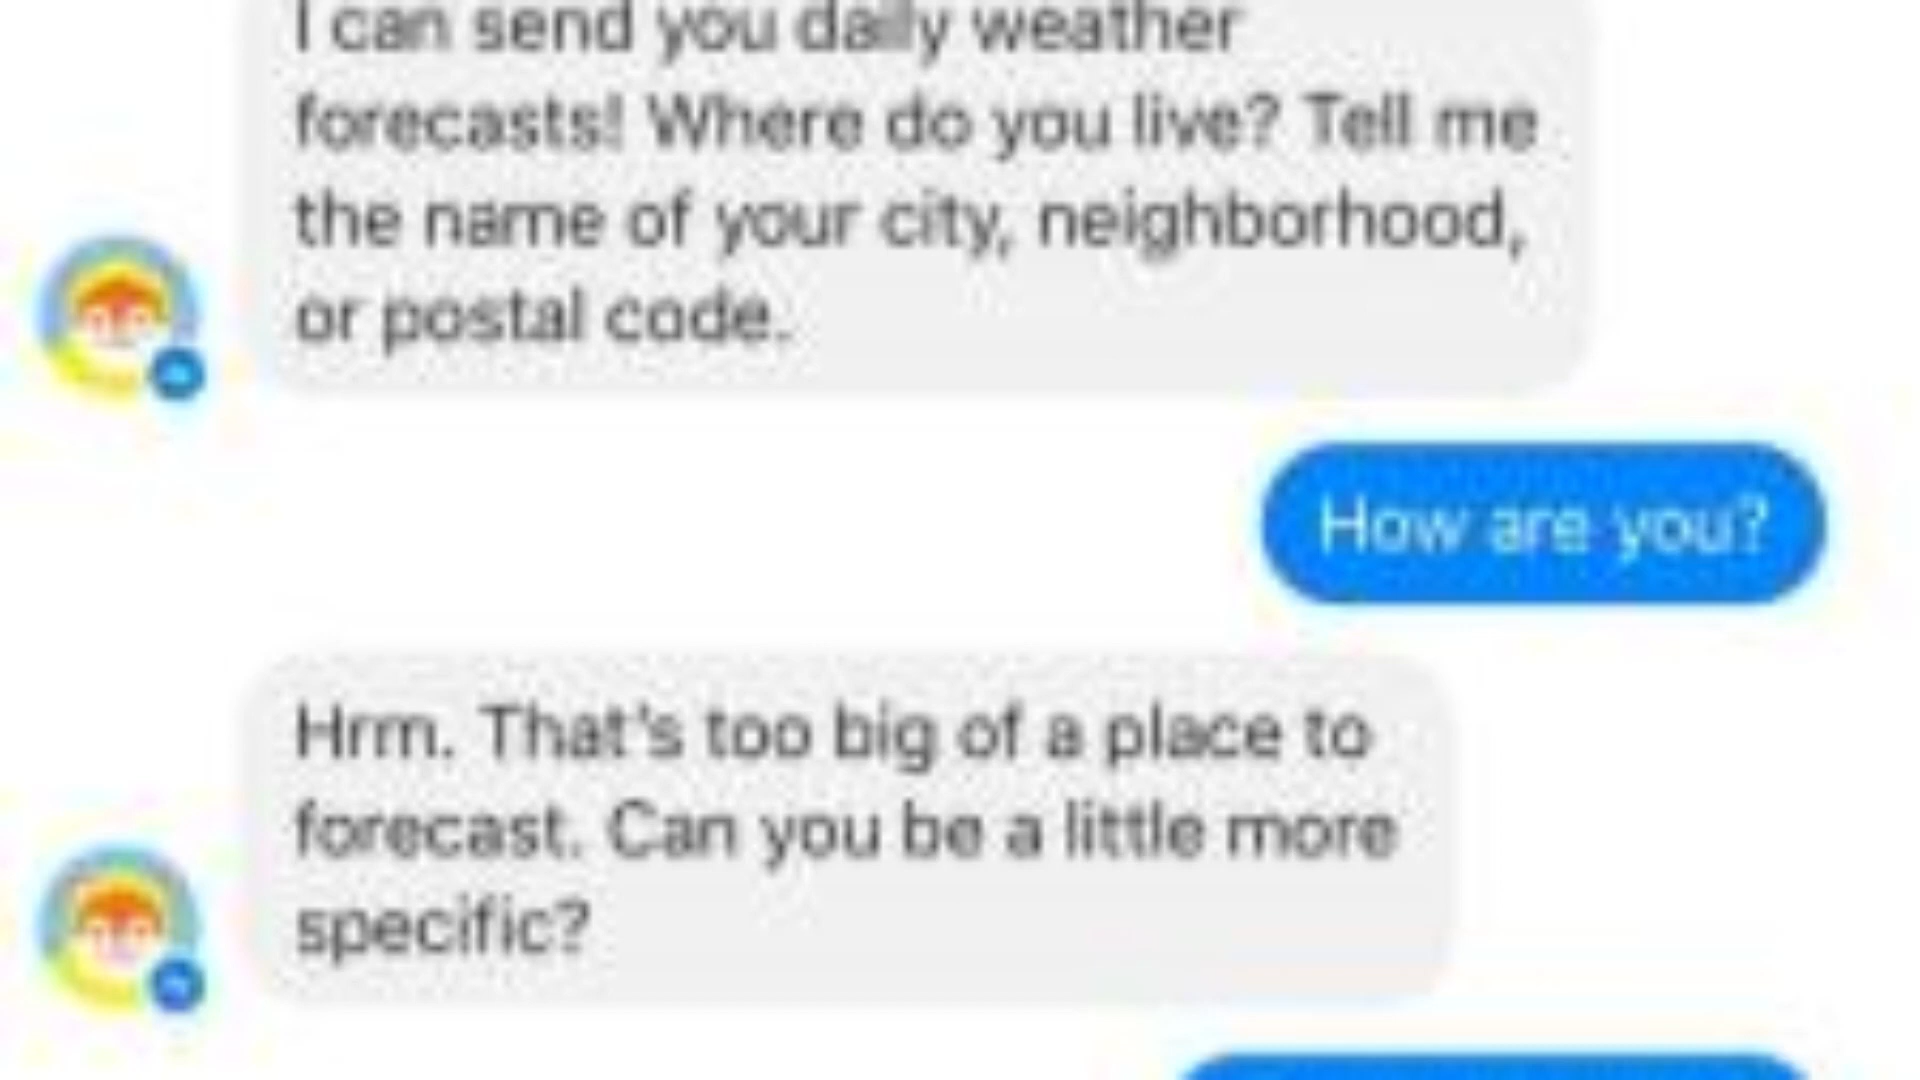 I can send you daily weather
forecasts! Where do you live? Tell me
the name of your city, neighborhood,
or postal code.
How are you?
Hrm. That's too big of a place to
forecast. Can you be a little more
specific?